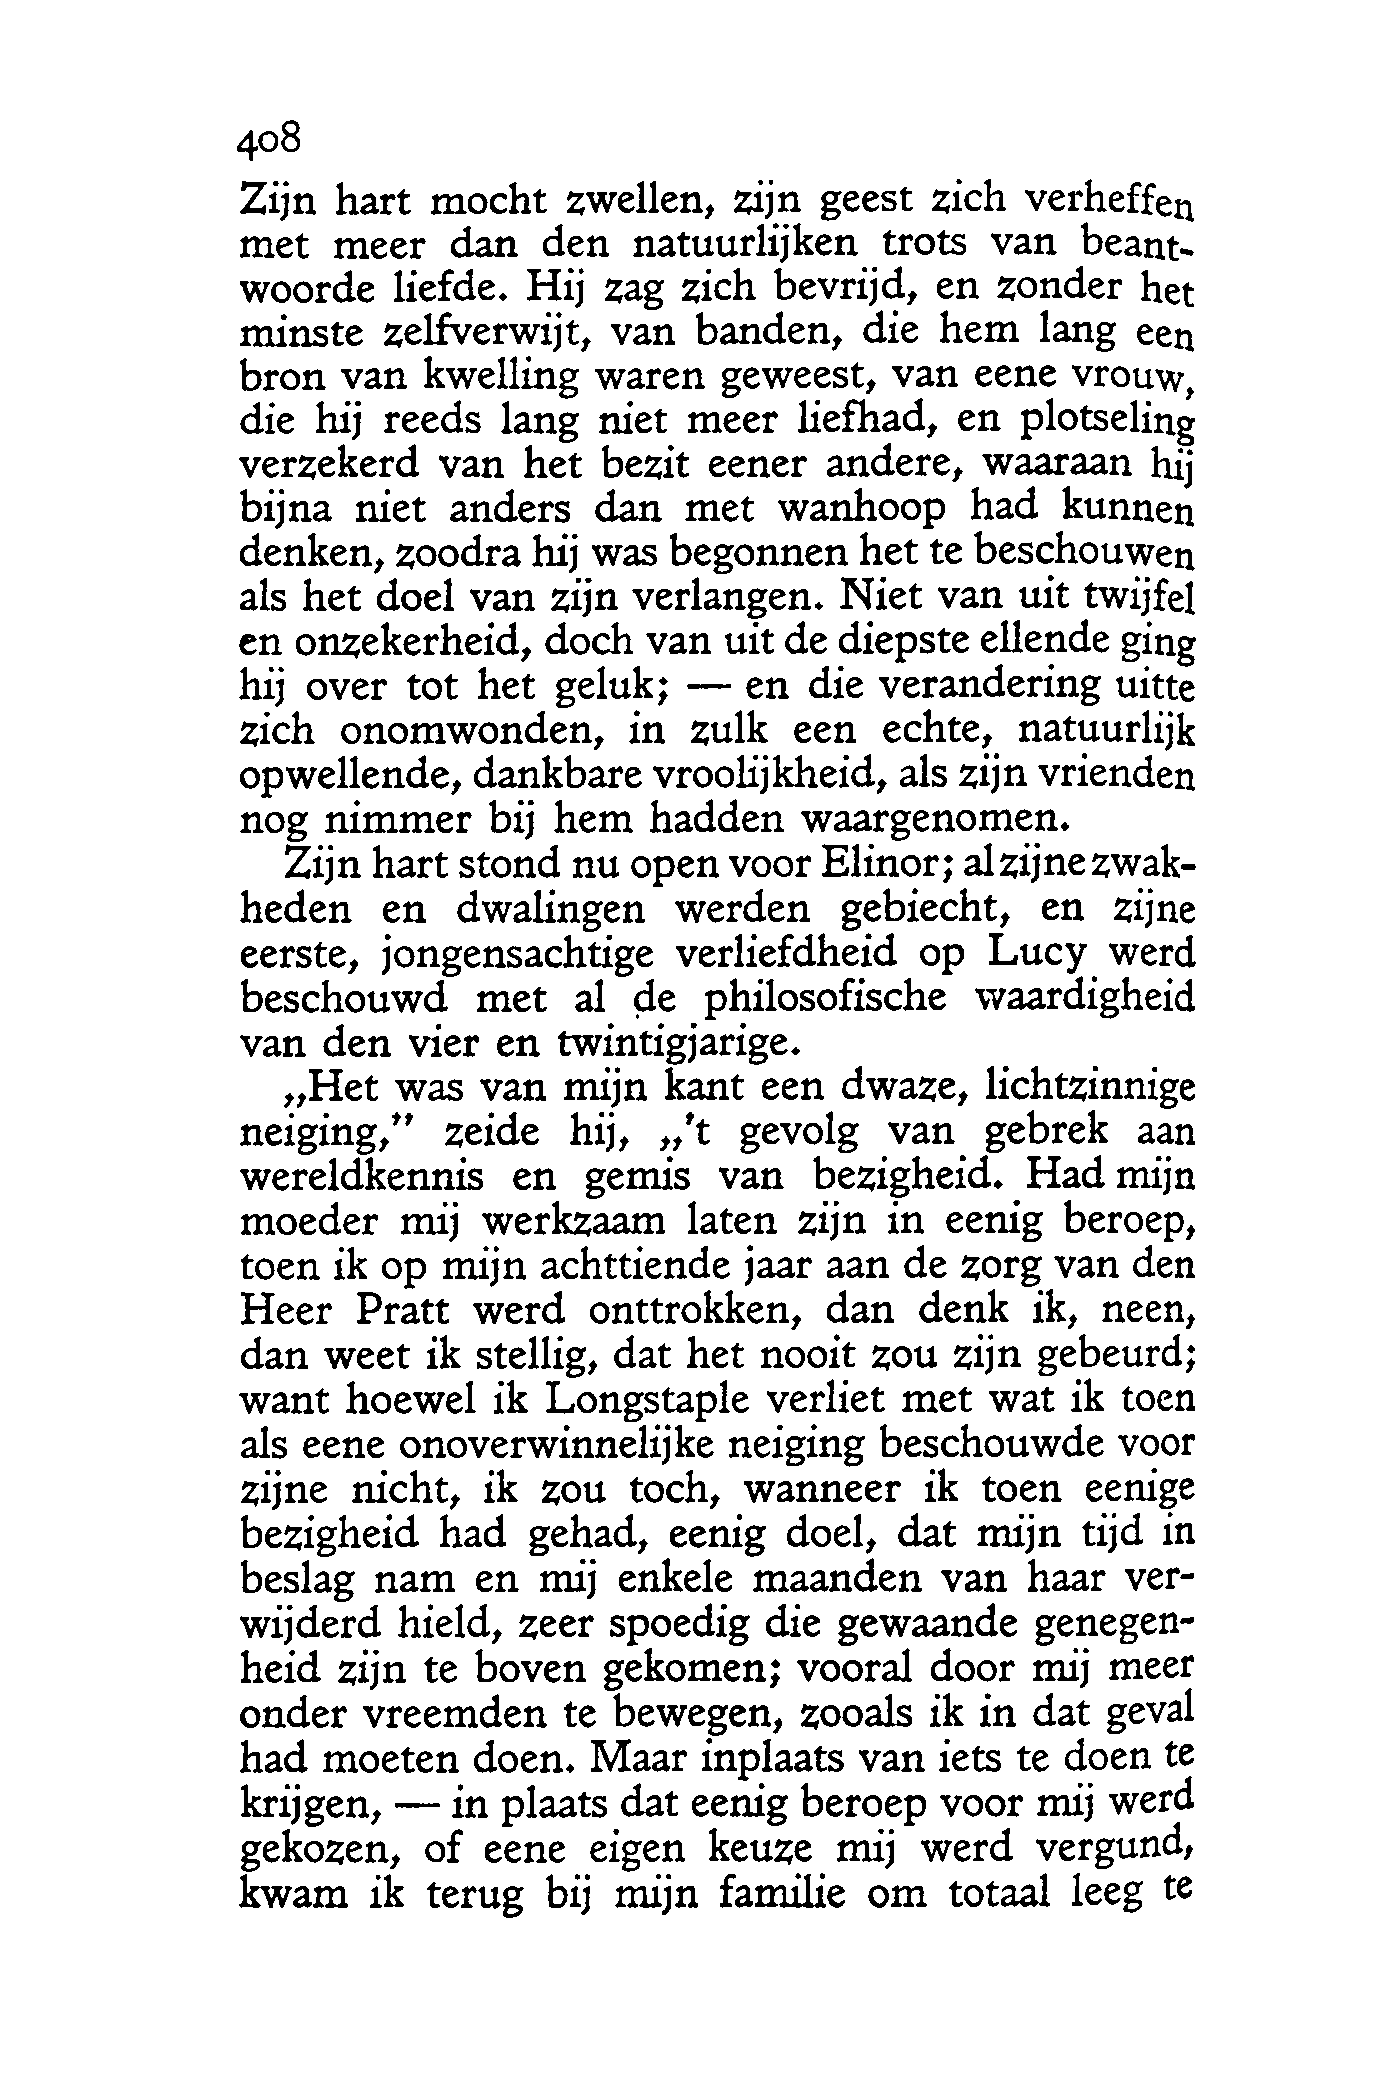 408
Zijn hart mocht zwellen, zijn geest zich verheffen
met meer dan den natuurlijken trots van beant-
woorde liefde. Hij zag zich bevrijd, en zonder het
minste zelfverwijt, van banden, die hem lang een
bron van kwelling waren geweest, van eene vrouw,
die hij reeds lang niet meer liefhad, en plotseling
verzekerd van het bezit eener andere, waaraan hij
bijna niet anders dan met wanhoop had kunnen
denken, zoodra hij was begonnen het te beschouwen
als het doel van zijn verlangen. Niet van uit twijfel
en onzekerheid, doch van uit de diepste ellende ging
hij over tot het geluk; — en die verandering uitte
zich onomwonden, in zulk een echte, natuurlijk
opwellende, dankbare vroolijkheid, als zijn vrienden
nog nimmer bij hem hadden waargenomen.
Zijn hart stond nu open voor Elinor; al zijne zwak-
heden en dwalingen werden gebiecht, en zijne
eerste, jongensachtige verliefdheid op Lucy werd
beschouwd met al de philosofische waardigheid
van den vier en twintigjarige.
„Het was van mijn kant een dwaze, lichtzinnige
neiging,” zeide hij, „'t gevolg van gebrek aan
wereldkennis en gemis van bezigheid. Had mijn
moeder mij werkzaam laten zijn in eenig beroep,
toen ik op mijn achttiende jaar aan de zorg van den
Heer Pratt werd onttrokken, dan denk ik, neen,
dan weet ik stellig, dat het nooit zou zijn gebeurd;
want hoewel ik Longstaple verliet met wat ik toen
als eene onoverwinnelijke neiging beschouwde voor
zijne nicht, ik zou toch, wanneer ik toen eenige
bezigheid had gehad, eenig doel, dat mijn tijd in
beslag nam en mij enkele maanden van haar ver-
wijderd hield, zeer spoedig die gewaande genegen-
heid zijn te boven gekomen; vooral door mij meer
onder vreemden te bewegen, zooals ik in dat geval
had moeten doen. Maar inplaats van iets te doen te
krijgen, — in plaats dat eenig beroep voor mij werd
gekozen, of eene eigen keuze mij werd vergund,
kwam ik terug bij mijn familie om totaal leeg te